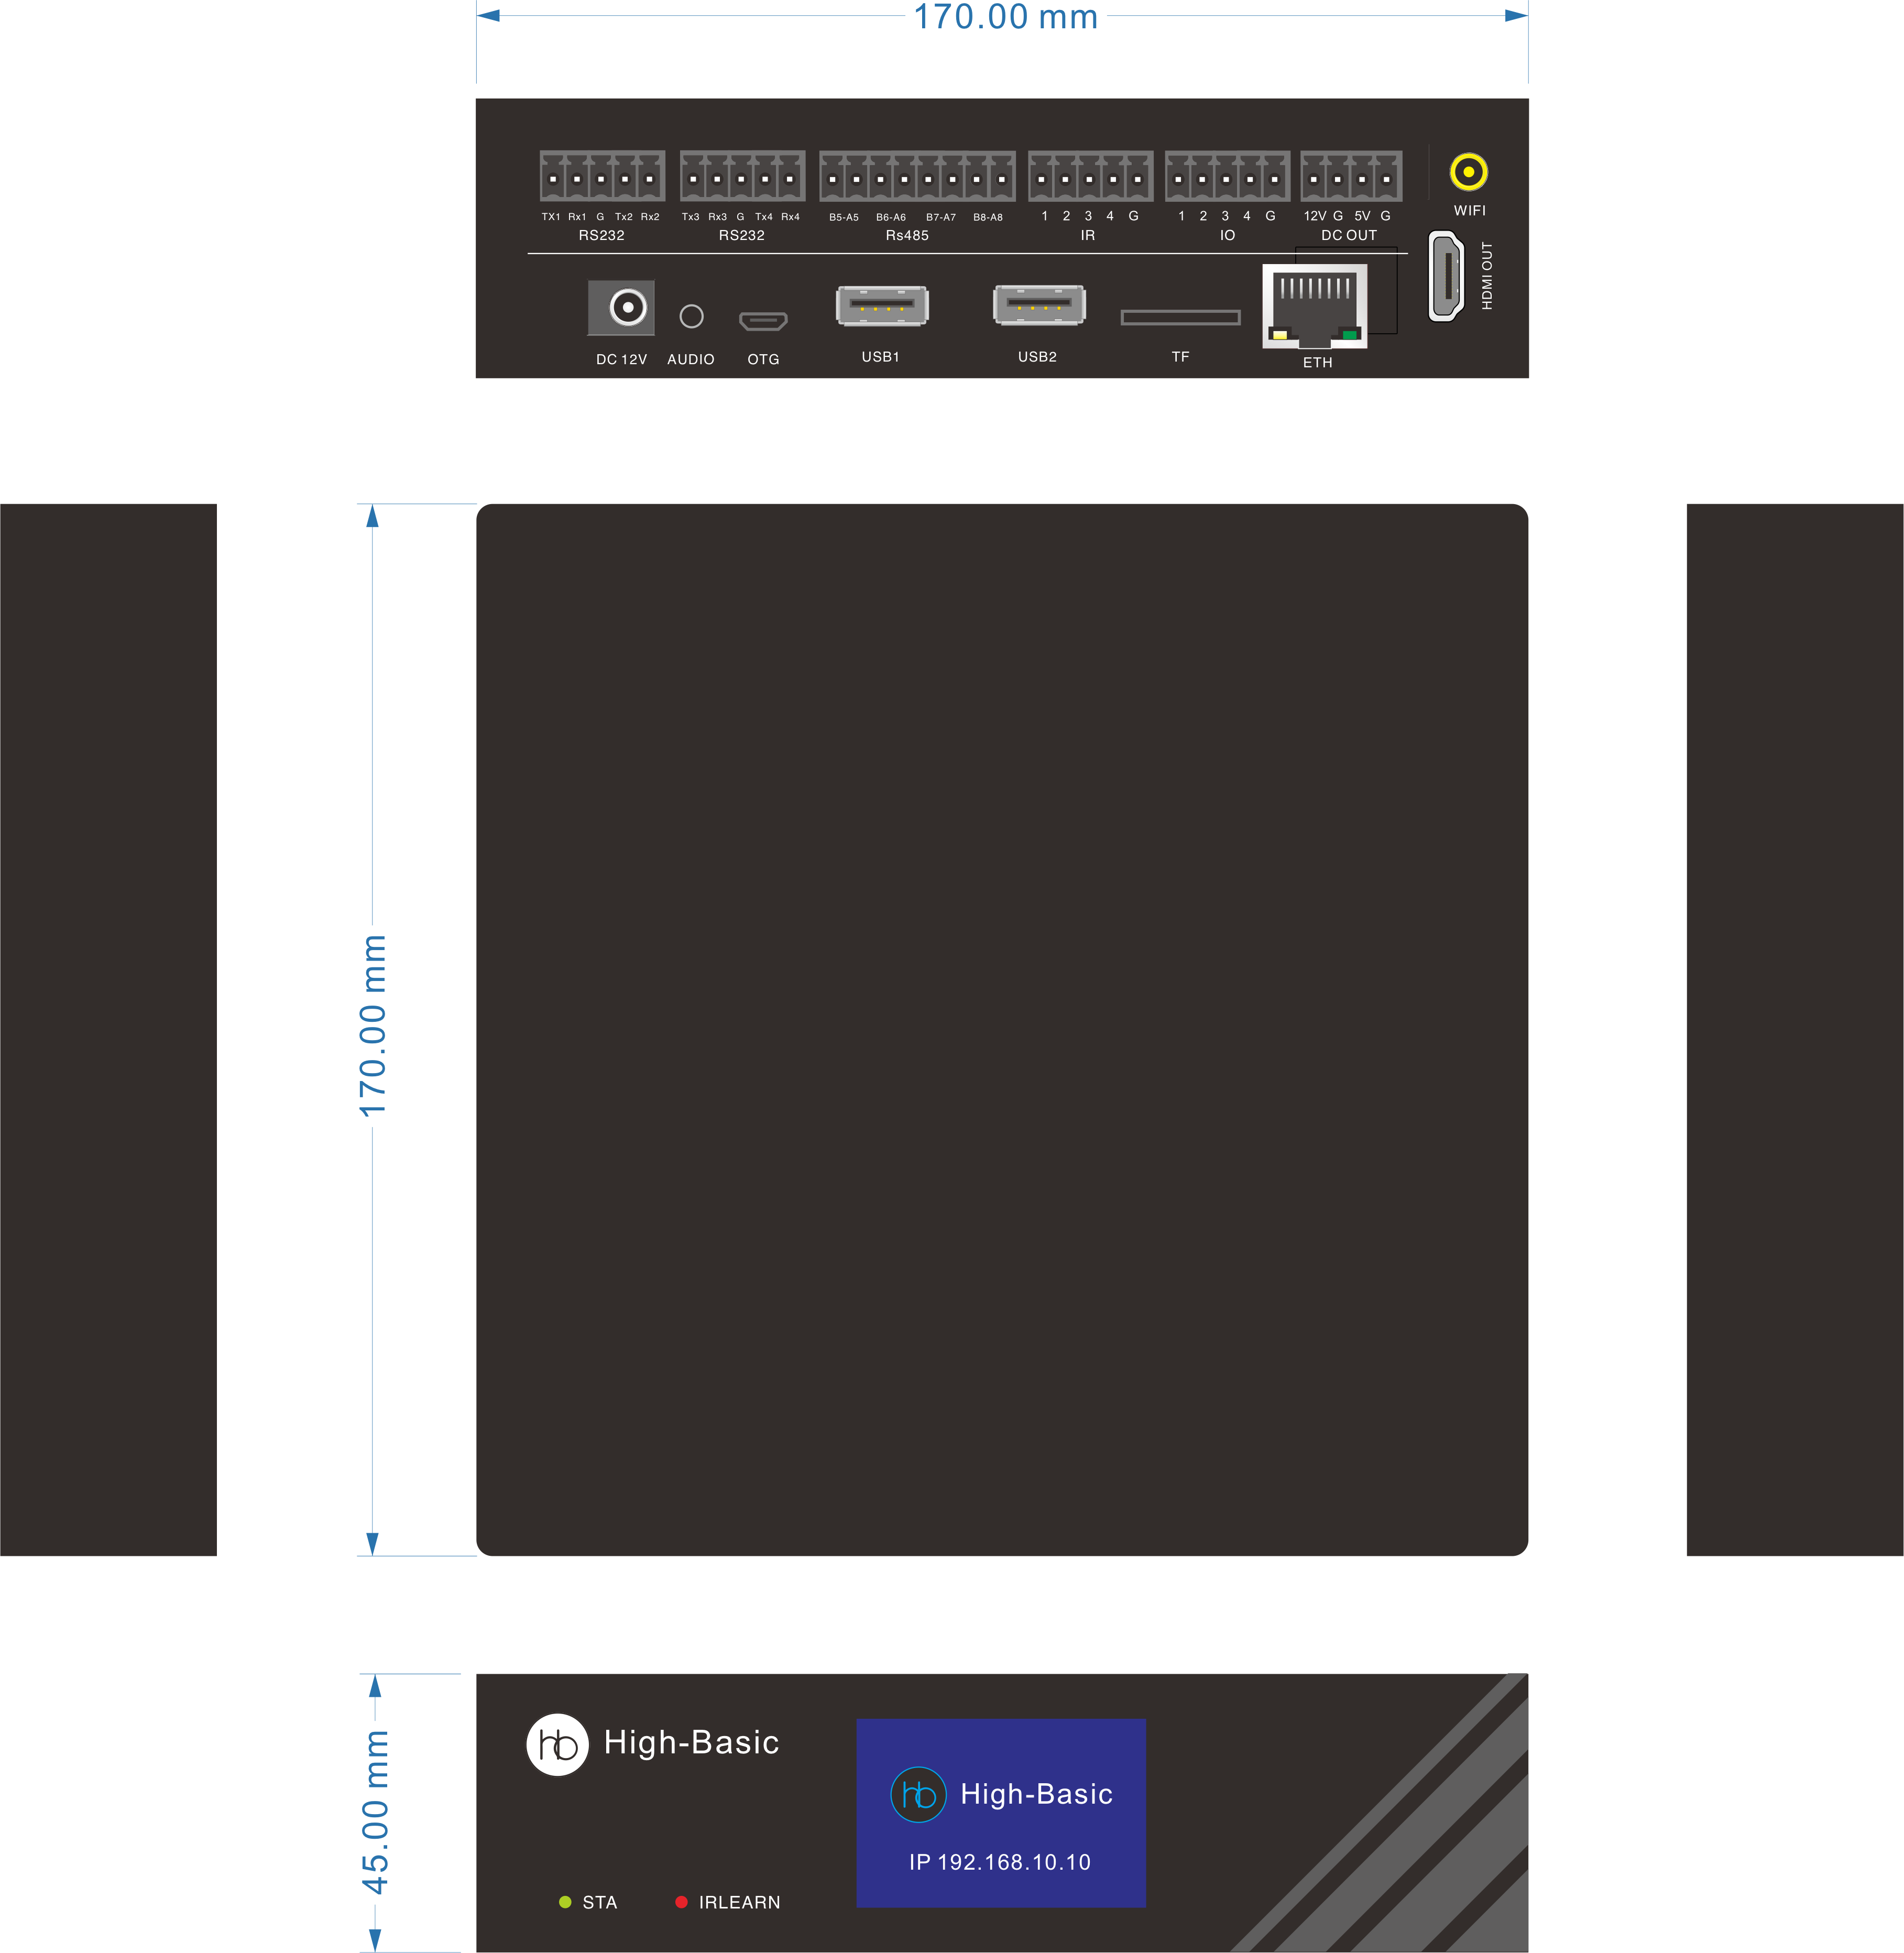 170.00 mm
TX1 Rx1 G Tx2 Rx2
RS232
Tx3 Rx3 G Tx4 Rx4
RS232
B5-A5 B6-A6 B7-A7 B8-A8
Rs485
1 2 3 4 G
IR
1 2 3 4 G
IO
12V G 5V G
DC OUT
WIFI
HDMI OUT
DC 12V
AUDIO
OTG
USB1
USB2
TF
ETH
170.00 mm
45.00 mm
hb High-Basic
hb High-Basic
IP 192.168.10.10
STA
IRLEARN